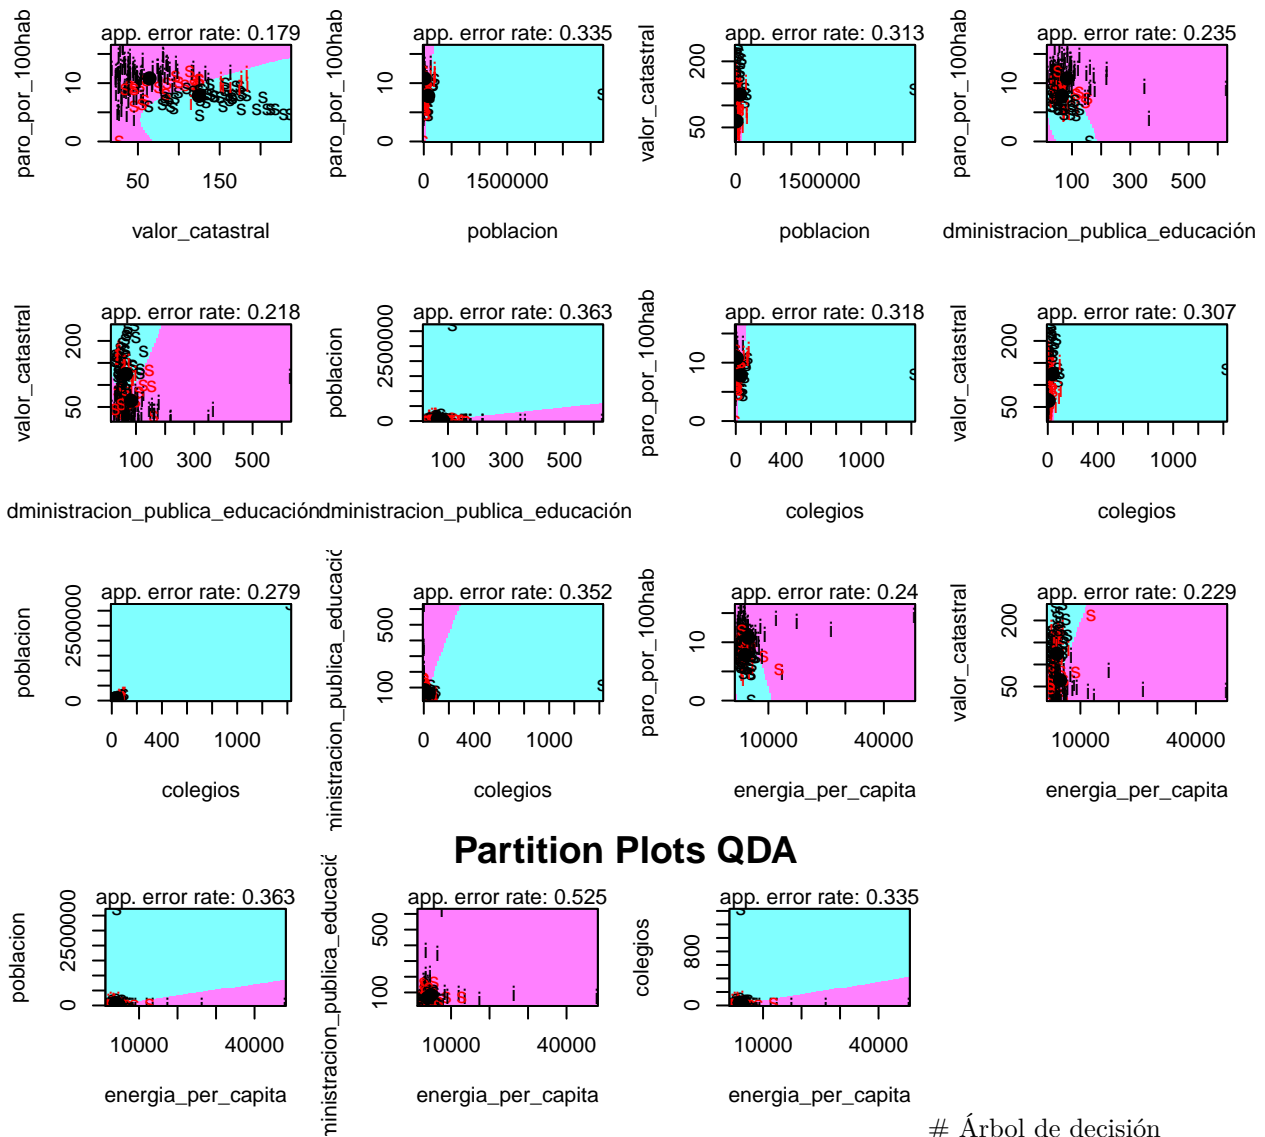 app. error rate: 0.179
paro_por_100hab
0 10
50 150
valor_catastral
app. error rate: 0.335
paro_por_100hab
0 10
0 1500000
poblacion
app. error rate: 0.313
valor_catastral
50 200
0 1500000
poblacion
app. error rate: 0.235
paro_por_100hab
0 10
100 300 500
dministracion_publica_educación
app. error rate: 0.218
valor_catastral
50 200
100 300 500
dministracion_publica_educación
app. error rate: 0.363
poblacion
0 2500000
100 300 500
dministracion_publica_educación
app. error rate: 0.318
paro_por_100hab
0 10
0 400 1000
colegios
app. error rate: 0.307
valor_catastral
50 200
0 400 1000
colegios
app. error rate: 0.279
poblacion
0 2500000
0 400 1000
colegios
app. error rate: 0.352
ministracion_publica_educació
100 500
0 400 1000
colegios
app. error rate: 0.24
paro_por_100hab
0 10
10000 40000
energia_per_capita
app. error rate: 0.229
valor_catastral
50 200
10000 40000
energia_per_capita
Partition Plots QDA
app. error rate: 0.363
poblacion
0 2500000
10000 40000
energia_per_capita
app. error rate: 0.525
ministracion_publica_educació
100 500
10000 40000
energia_per_capita
app. error rate: 0.335
colegios
0 800
10000 40000
energia_per_capita
# Árbol de decisión